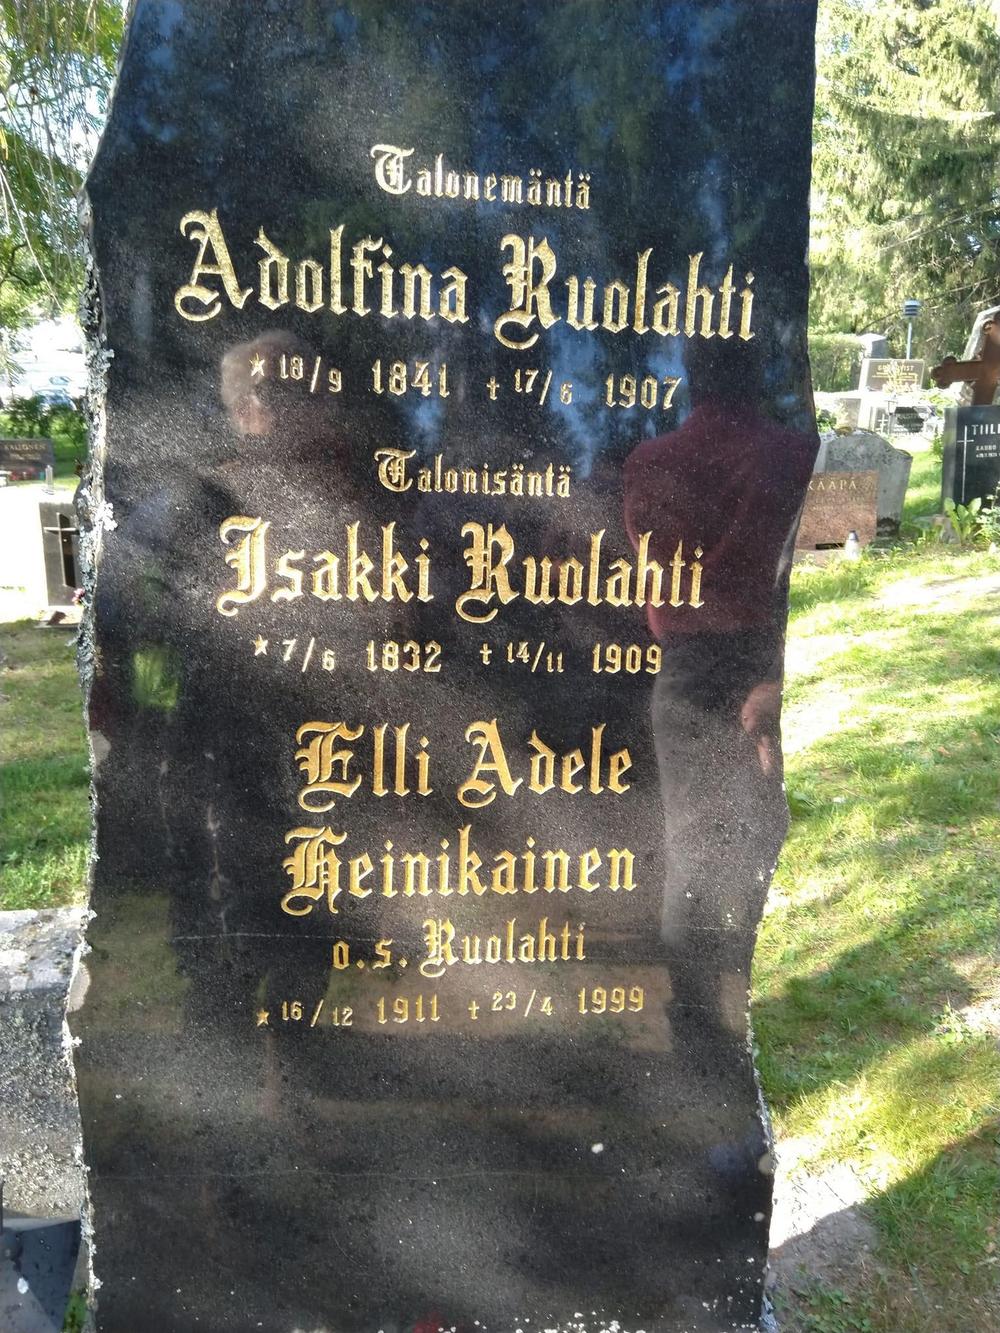 Talonemäntä
Adolfina Ruolahti
* 18/9 1841 † 17/6 1907
Talonisäntä
Isakki Ruolahti
* 7/6 1832 † 14/11 1909
Elli Adele
Heinikainen
o.s. Ruolahti
* 16/12 1911 † 23/4 1999
KÄÄPÄ